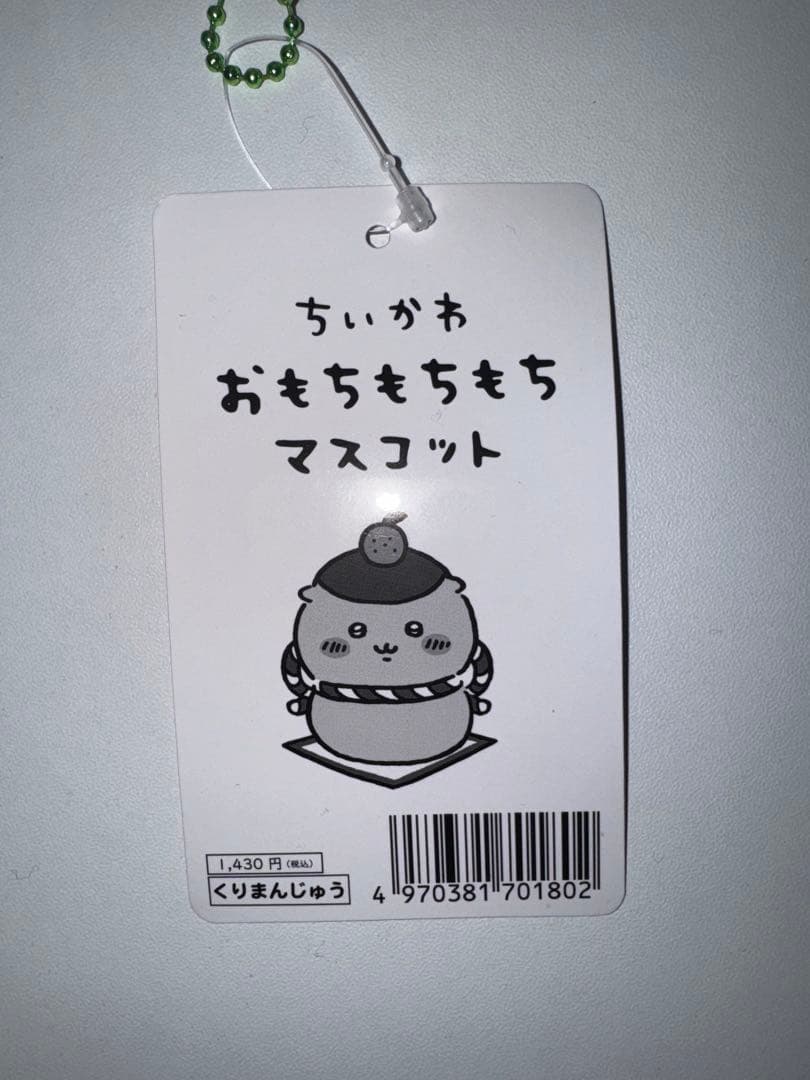 ちいかわ
おもちもちもち
マスコット
1,430円(税込)
くりまんじゅう
4 970381 701802